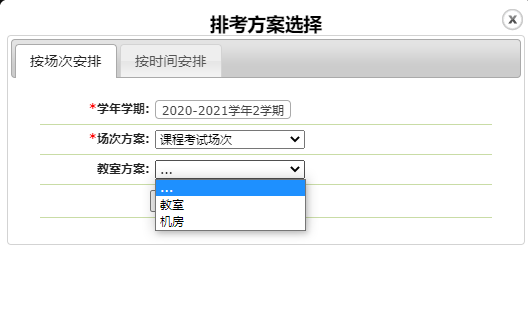 排考方案选择
按场次安排 按时间安排
*学年学期: 2020-2021学年2学期
*场次方案: 课程考试场次
教室方案: ...
...
教室
机房